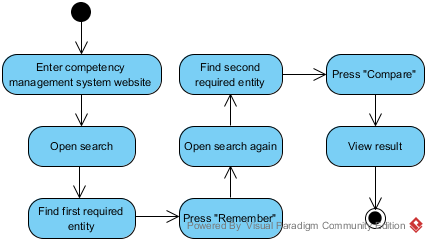 Enter competency
management system website
Open search
Find first required
entity
Press "Remember"
Open search again
Find second
required entity
Press "Compare"
View result
Powered By Visual Paradigm Community Edition